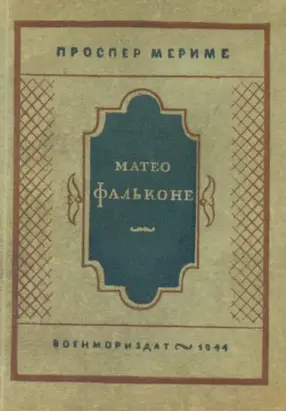 ПРОСПЕР МЕРИМЕ
МАТЕО
ФАЛЬКОНЕ
ВОЕНМОРИЗДАТ ~ 1944